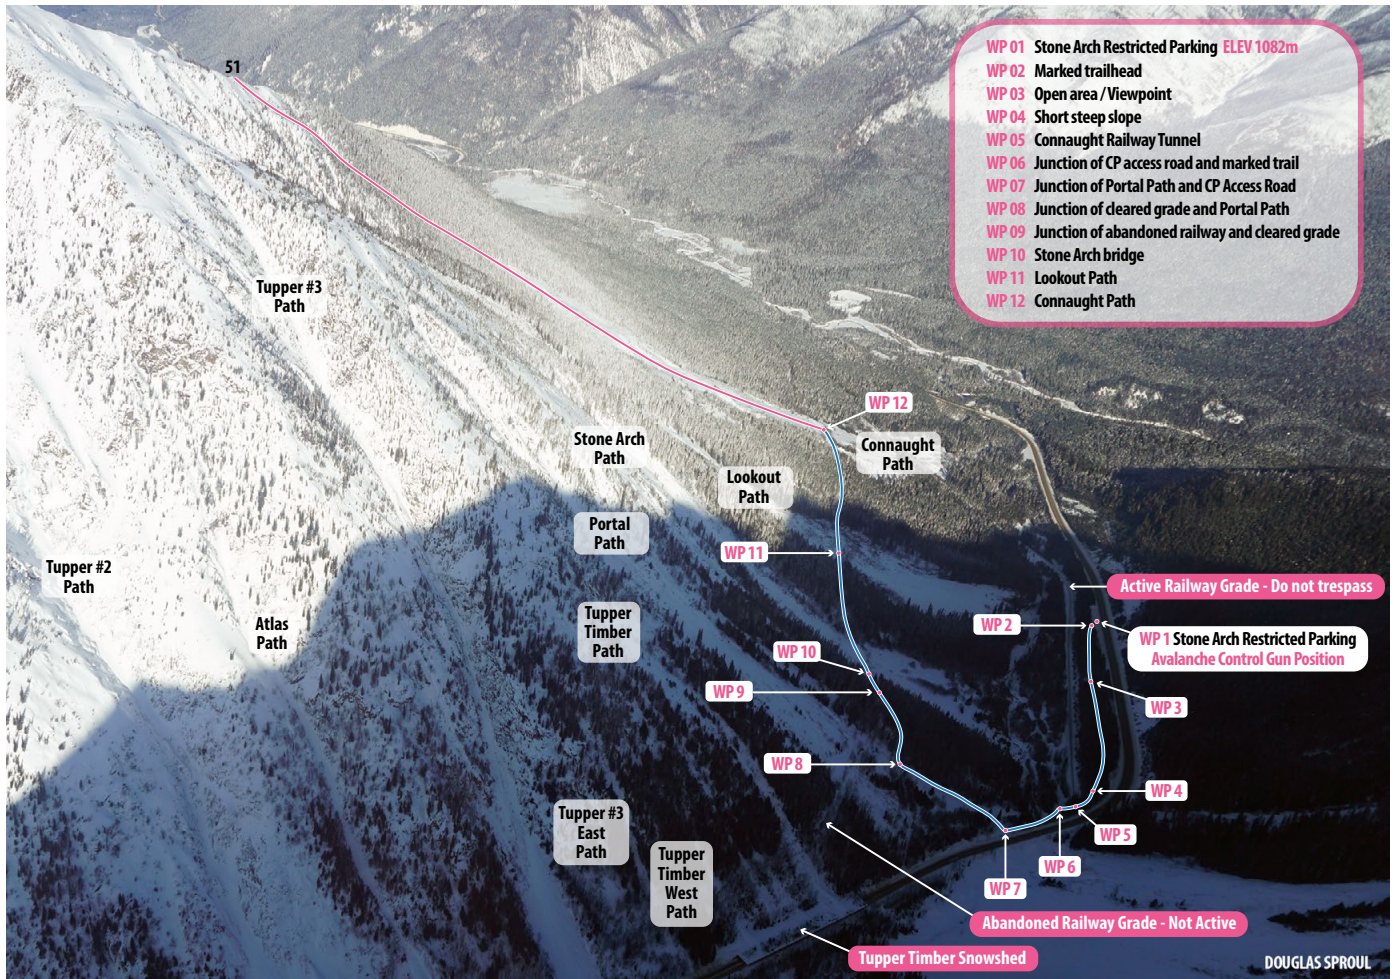 51
WP 01 Stone Arch Restricted Parking ELEV 1082m
WP 02 Marked trailhead
WP 03 Open area / Viewpoint
WP 04 Short steep slope
WP 05 Connaught Railway Tunnel
WP 06 Junction of CP access road and marked trail
WP 07 Junction of Portal Path and CP Access Road
WP 08 Junction of cleared grade and Portal Path
WP 09 Junction of abandoned railway and cleared grade
WP 10 Stone Arch bridge
WP 11 Lookout Path
WP 12 Connaught Path
Tupper #3
Path
WP 12
Stone Arch
Path
Connaught
Path
Lookout
Path
Portal
Path
WP 11
Tupper #2
Path
Active Railway Grade - Do not trespass
Atlas
Path
Tupper
Timber
Path
WP 2
WP 1 Stone Arch Restricted Parking
Avalanche Control Gun Position
WP 10
WP 9
WP 3
WP 8
WP 4
Tupper #3
East
Path
WP 5
Tupper
Timber
West
Path
WP 6
WP 7
Abandoned Railway Grade - Not Active
Tupper Timber Snowshed
DOUGLAS SPROUL